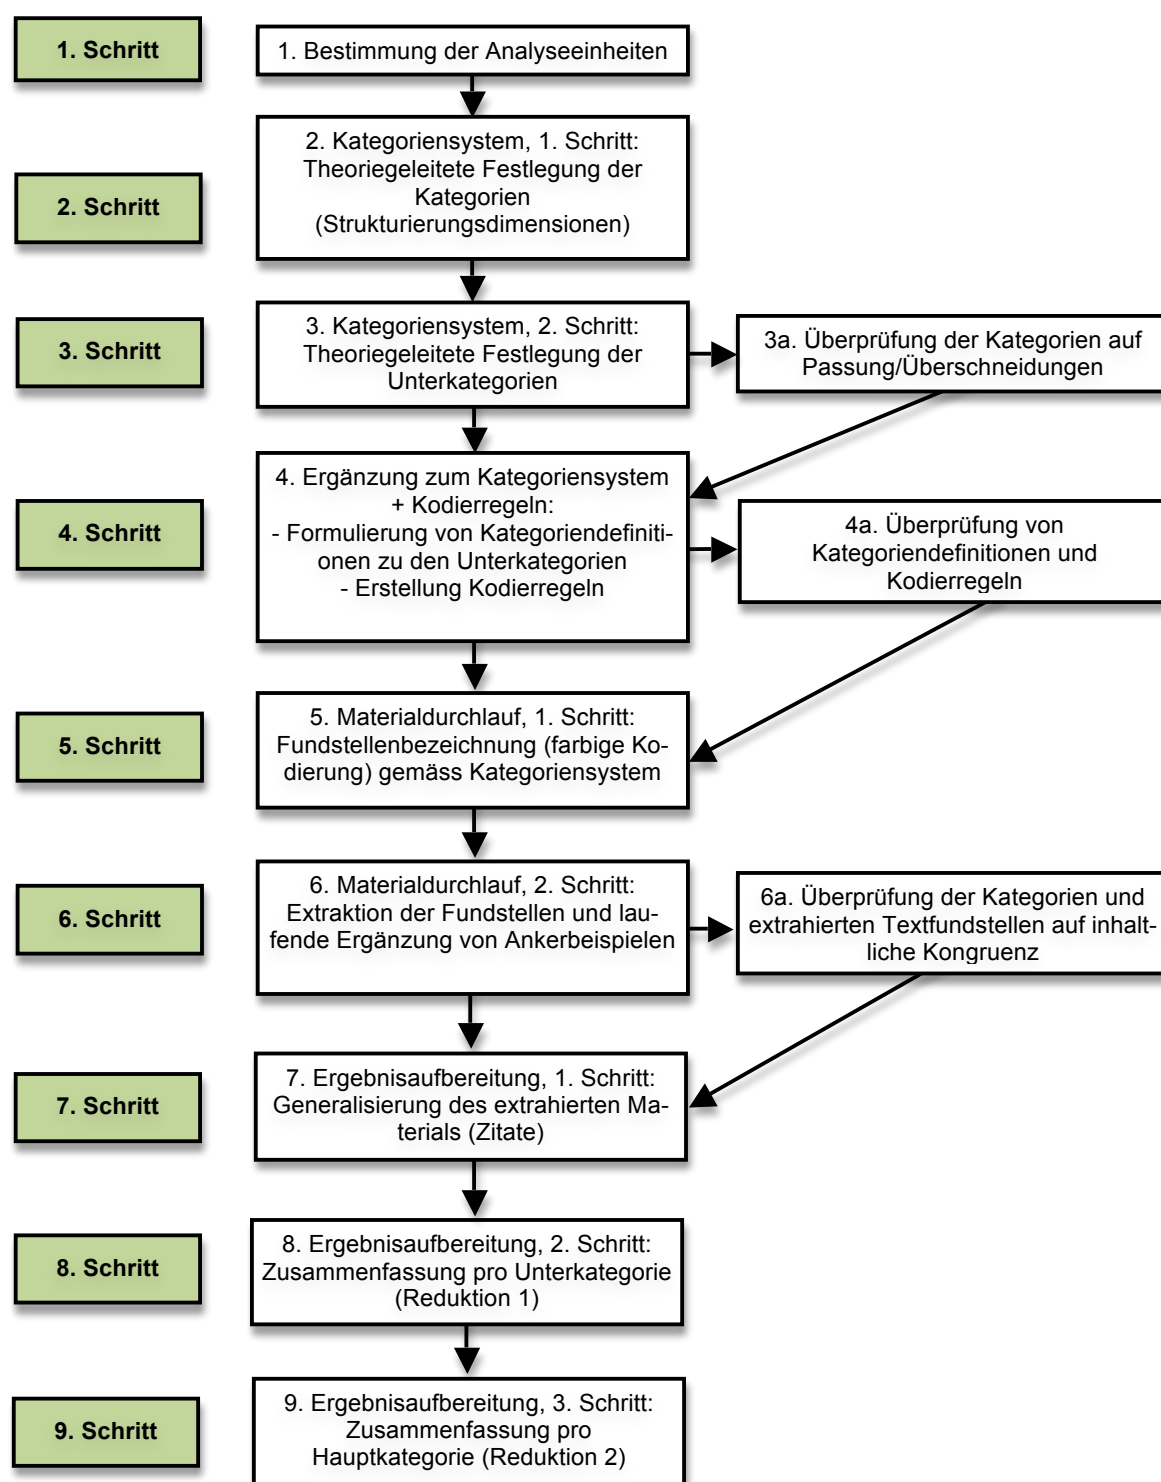 1. Schritt
1. Bestimmung der Analyseeinheiten
2. Schritt
2. Kategoriensystem, 1. Schritt:
Theoriegeleitete Festlegung der
Kategorien
(Strukturierungsdimensionen)
3. Schritt
3. Kategoriensystem, 2. Schritt:
Theoriegeleitete Festlegung der
Unterkategorien
3a. Überprüfung der Kategorien auf
Passung/Überschneidungen
4. Schritt
4. Ergänzung zum Kategoriensystem
+ Kodierregeln:
- Formulierung von Kategoriendefiniti-
onen zu den Unterkategorien
- Erstellung Kodierregeln
4a. Überprüfung von
Kategoriendefinitionen und
Kodierregeln
5. Schritt
5. Materialdurchlauf, 1. Schritt:
Fundstellenbezeichnung (farbige Ko-
dierung) gemäss Kategoriensystem
6. Schritt
6. Materialdurchlauf, 2. Schritt:
Extraktion der Fundstellen und lau-
fende Ergänzung von Ankerbeispielen
6a. Überprüfung der Kategorien und
extrahierten Textfundstellen auf inhalt-
liche Kongruenz
7. Schritt
7. Ergebnisaufbereitung, 1. Schritt:
Generalisierung des extrahierten Ma-
terials (Zitate)
8. Schritt
8. Ergebnisaufbereitung, 2. Schritt:
Zusammenfassung pro Unterkategorie
(Reduktion 1)
9. Schritt
9. Ergebnisaufbereitung, 3. Schritt:
Zusammenfassung pro
Hauptkategorie (Reduktion 2)